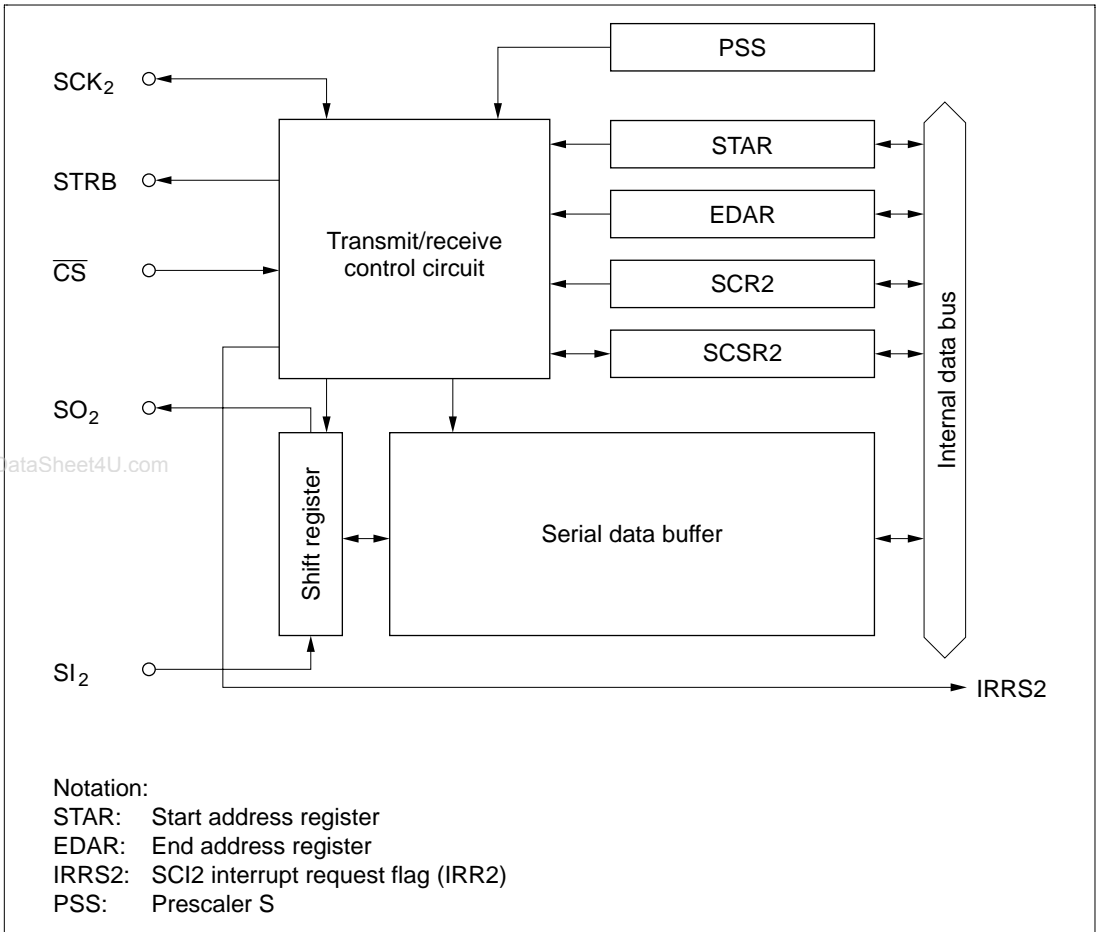 PSS
SCK₂
STAR
STRB
EDAR
Transmit/receive
control circuit
C̅S̅
SCR2
SCSR2
Internal data bus
SO₂
DataSheet4U.com
Shift register
Serial data buffer
SI₂
IRRS2
Notation:
STAR: Start address register
EDAR: End address register
IRRS2: SCI2 interrupt request flag (IRR2)
PSS: Prescaler S